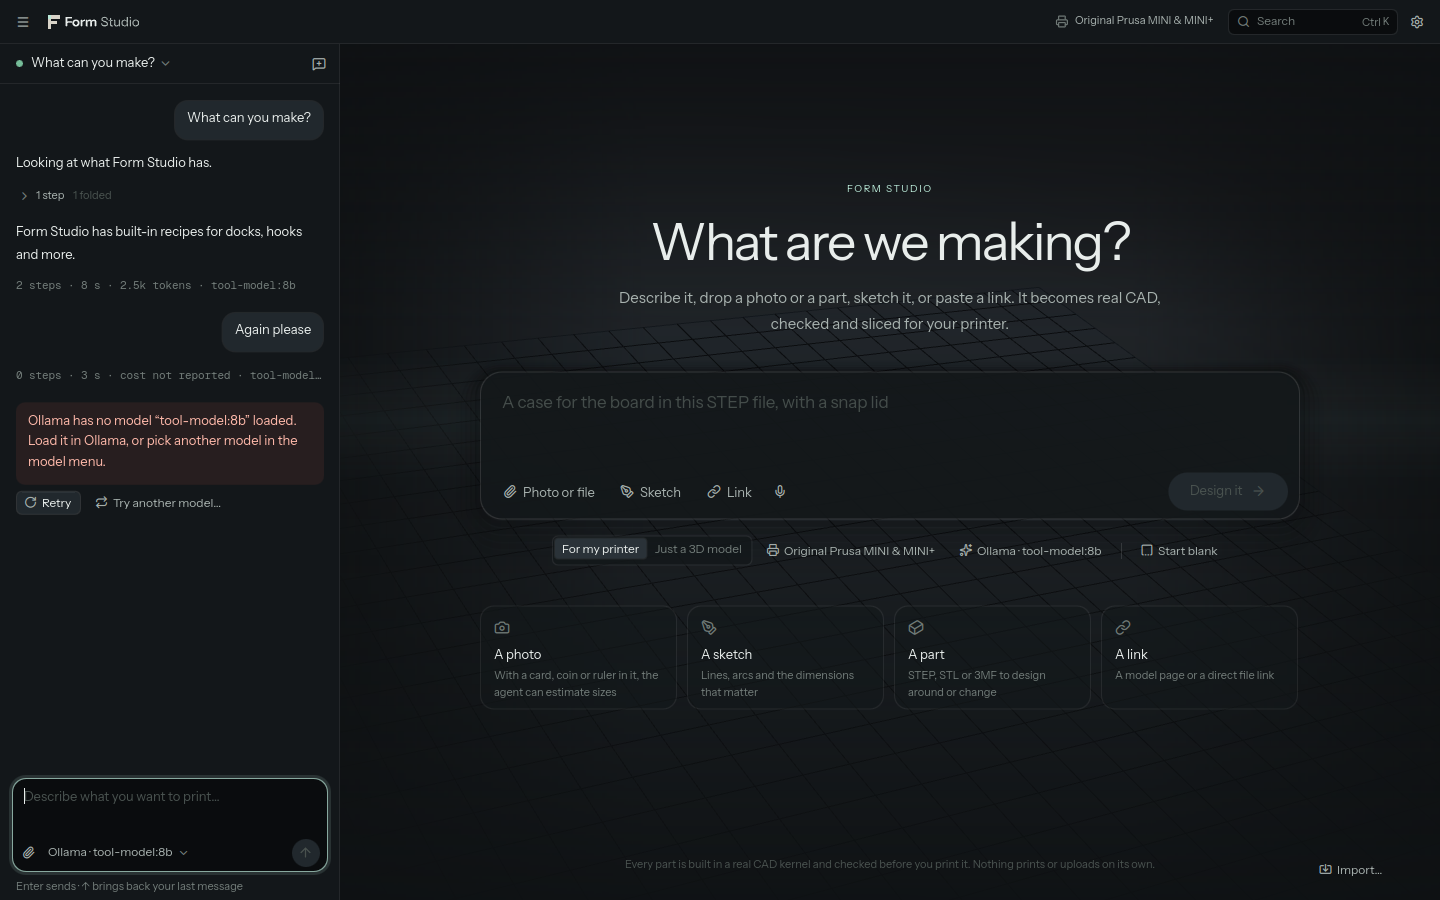 Form Studio
Original Prusa MINI & MINI+
Search
Ctrl K
What can you make?
What can you make?
Looking at what Form Studio has.
1 step 1 folded
Form Studio has built-in recipes for docks, hooks
and more.
2 steps · 8 s · 2.5k tokens · tool-model:8b
Again please
0 steps · 3 s · cost not reported · tool-model…
Ollama has no model “tool-model:8b” loaded.
Load it in Ollama, or pick another model in the
model menu.
Retry
Try another model…
Describe what you want to print…
Ollama · tool-model:8b
Enter sends · ↑ brings back your last message
FORM STUDIO
What are we making?
Describe it, drop a photo or a part, sketch it, or paste a link. It becomes real CAD,
checked and sliced for your printer.
A case for the board in this STEP file, with a snap lid
Photo or file
Sketch
Link
Design it
For my printer
Just a 3D model
Original Prusa MINI & MINI+
Ollama · tool-model:8b
Start blank
A photo
With a card, coin or ruler in it, the
agent can estimate sizes
A sketch
Lines, arcs and the dimensions
that matter
A part
STEP, STL or 3MF to design
around or change
A link
A model page or a direct file link
Every part is built in a real CAD kernel and checked before you print it. Nothing prints or uploads on its own.
Import…